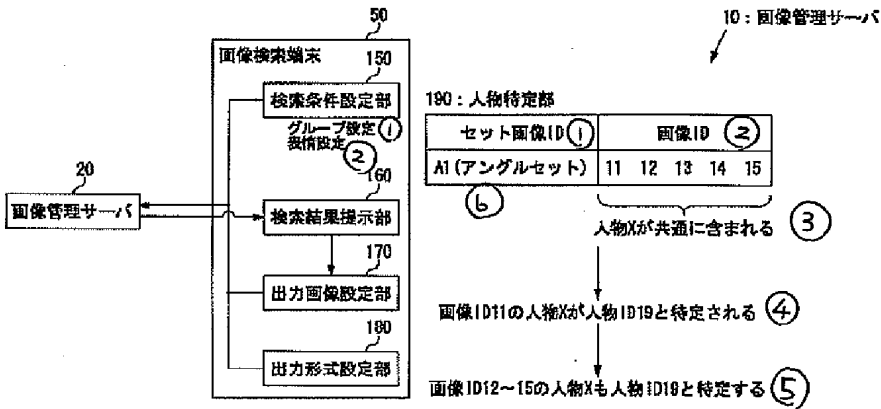 50
画像検索端末
150
検索条件設定部
グループ設定 ①
表情設定 ②
20
画像管理サーバ
160
検索結果提示部
170
出力画像設定部
180
出力形式設定部
10：画像管理サーバ
190：人物特定部
セット画像ID ① 画像ID ②
A1(アングルセット) 11 12 13 14 15
⑥
人物Xが共通に含まれる ③
画像ID11の人物Xが人物ID19と特定される ④
画像ID12〜15の人物Xも人物ID19と特定する ⑤